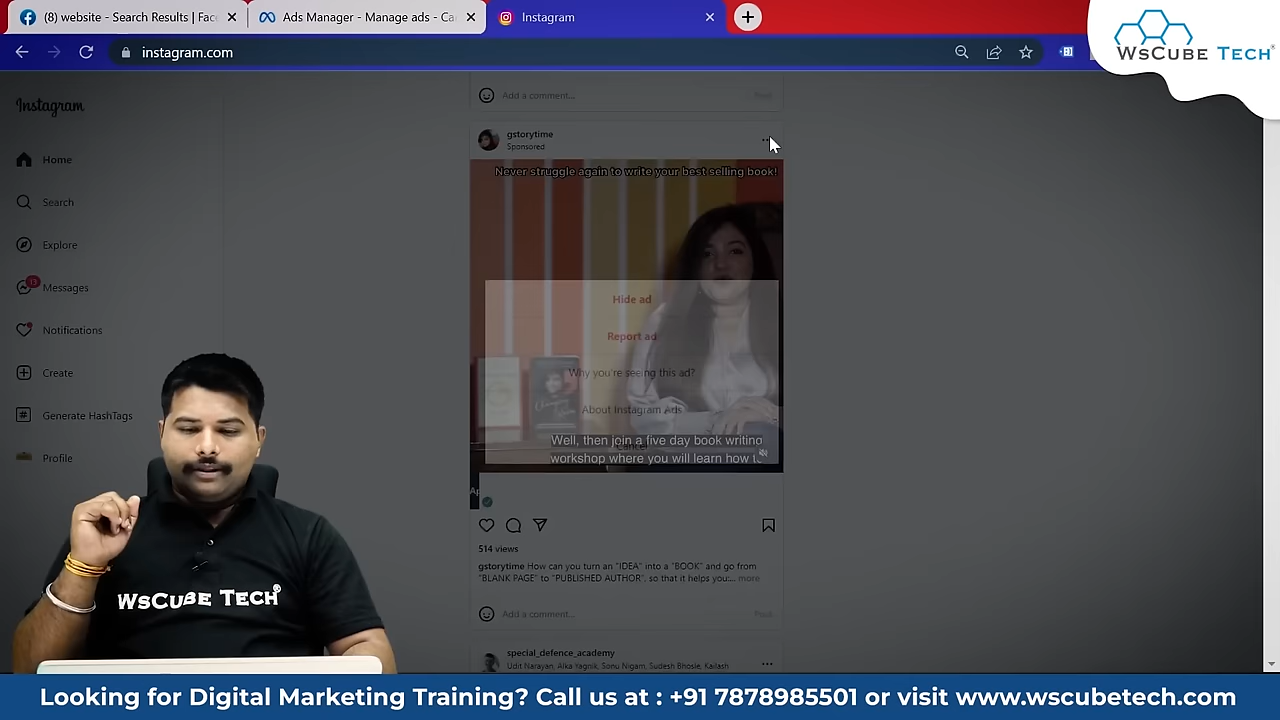 (8) website - Search Results | Fac
Ads Manager - Manage ads - Ca
Instagram
instagram.com
WsCube Tech®
Instagram
Add a comment...
Post
gstorytime
Sponsored
Home
Never struggle again to write your best selling book!
Search
Explore
13
Messages
Hide ad
Notifications
Report ad
Why you're seeing this ad?
Create
About Instagram Ads
Generate HashTags
Well, then join a five day book writing
Cancel
workshop where you will learn how to
Profile
514 views
gstorytime How can you turn an "IDEA" into a "BOOK" and go from
"BLANK PAGE" to "PUBLISHED AUTHOR", so that it helps you:... more
WsCube Tech®
Add a comment...
Post
special_defence_academy
Udit Narayan, Alka Yagnik, Sonu Nigam, Sudesh Bhosle, Kailash
Looking for Digital Marketing Training? Call us at : +91 7878985501 or visit www.wscubetech.com